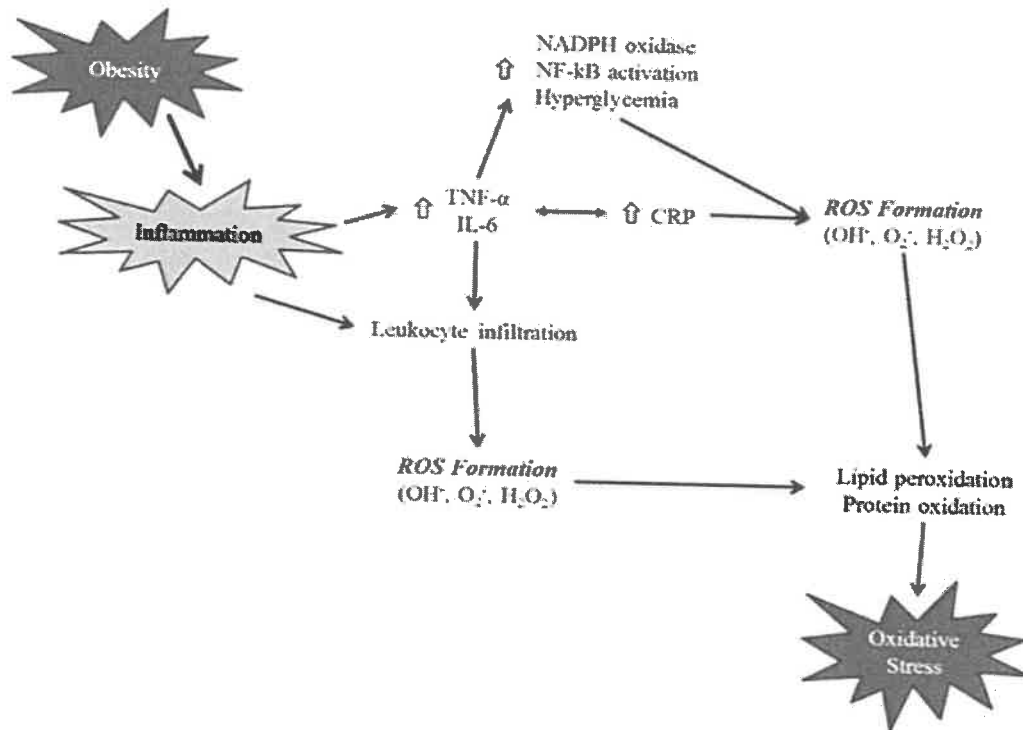 Obesity
NADPH oxidase
⇧ NF-kB activation
Hyperglycemia
Inflammation
⇧ TNF-α
IL-6
⇧ CRP
ROS Formation
(OH·, O₂·, H₂O₂)
Leukocyte infiltration
ROS Formation
(OH·, O₂·, H₂O₂)
Lipid peroxidation
Protein oxidation
Oxidative
Stress